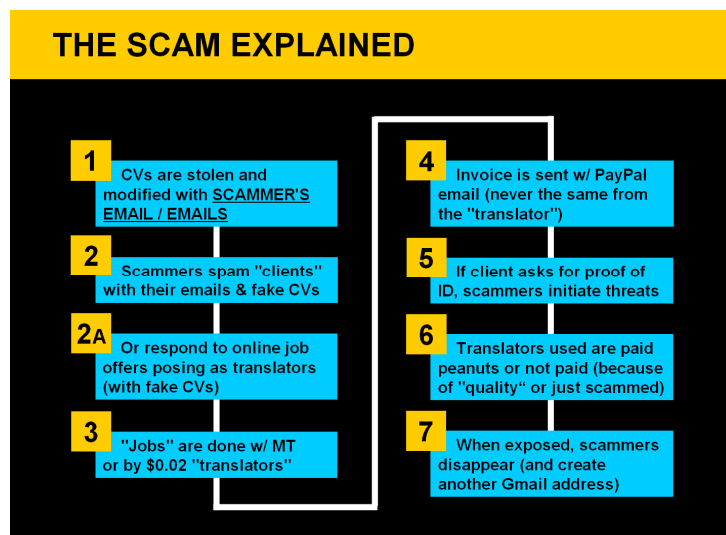 THE SCAM EXPLAINED
1
CVs are stolen and
modified with SCAMMER'S
EMAIL / EMAILS
2
Scammers spam "clients"
with their emails & fake CVs
2A
Or respond to online job
offers posing as translators
(with fake CVs)
3
"Jobs" are done w/ MT
or by $0.02 "translators"
4
Invoice is sent w/ PayPal
email (never the same from
the "translator")
5
If client asks for proof of
ID, scammers initiate threats
6
Translators used are paid
peanuts or not paid (because
of "quality“ or just scammed)
7
When exposed, scammers
disappear (and create
another Gmail address)